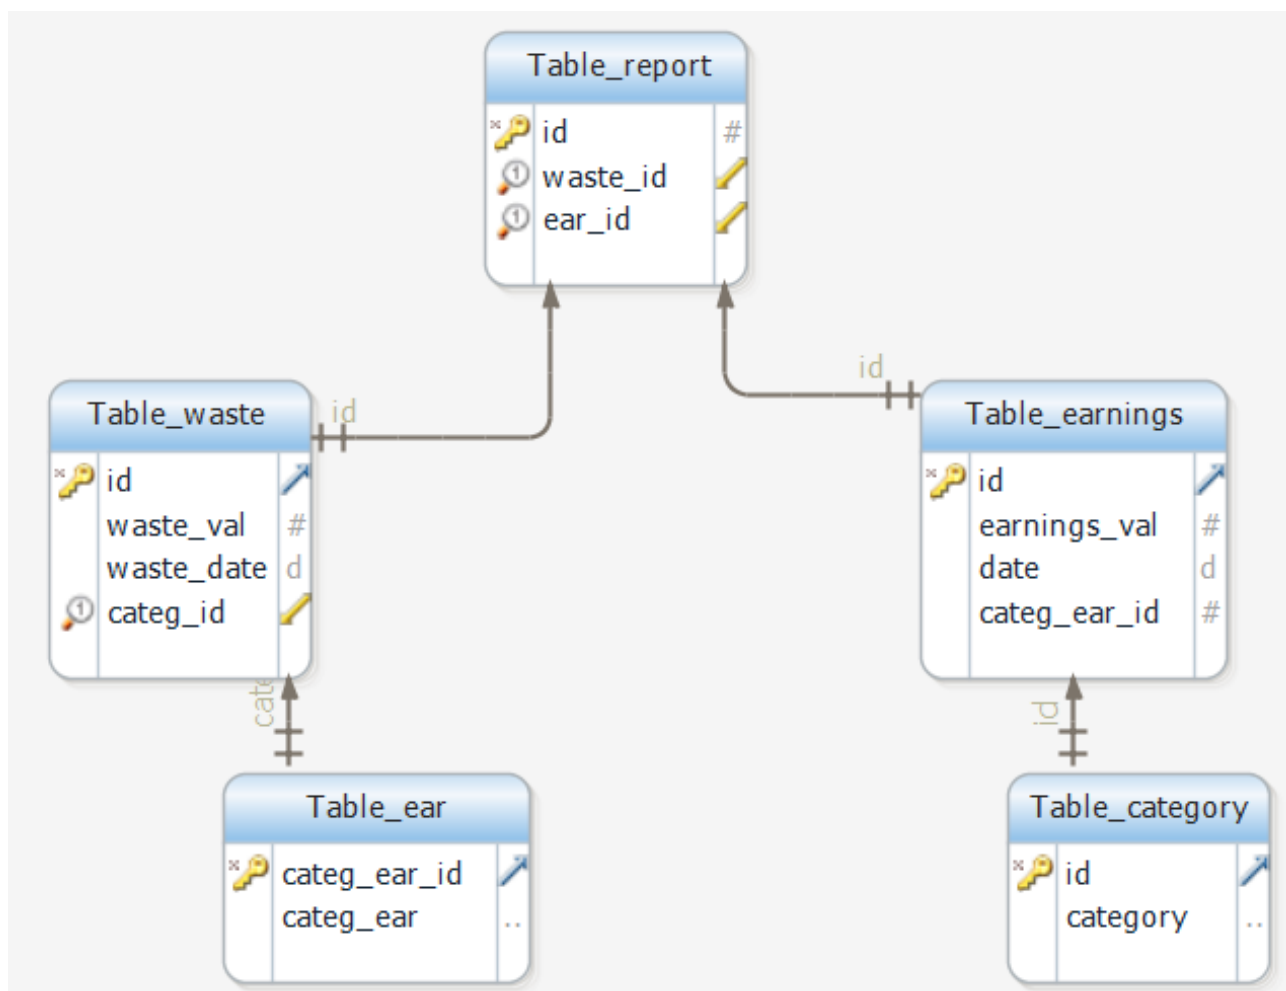 Table_report
id #
waste_id
ear_id
id
id
Table_waste
id
waste_val #
waste_date d
categ_id
Table_earnings
id
earnings_val #
date d
categ_ear_id #
cate
id
Table_ear
categ_ear_id
categ_ear ..
Table_category
id
category ..